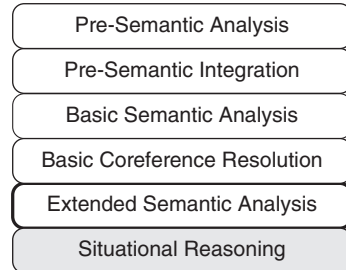 Pre-Semantic Analysis
Pre-Semantic Integration
Basic Semantic Analysis
Basic Coreference Resolution
Extended Semantic Analysis
Situational Reasoning